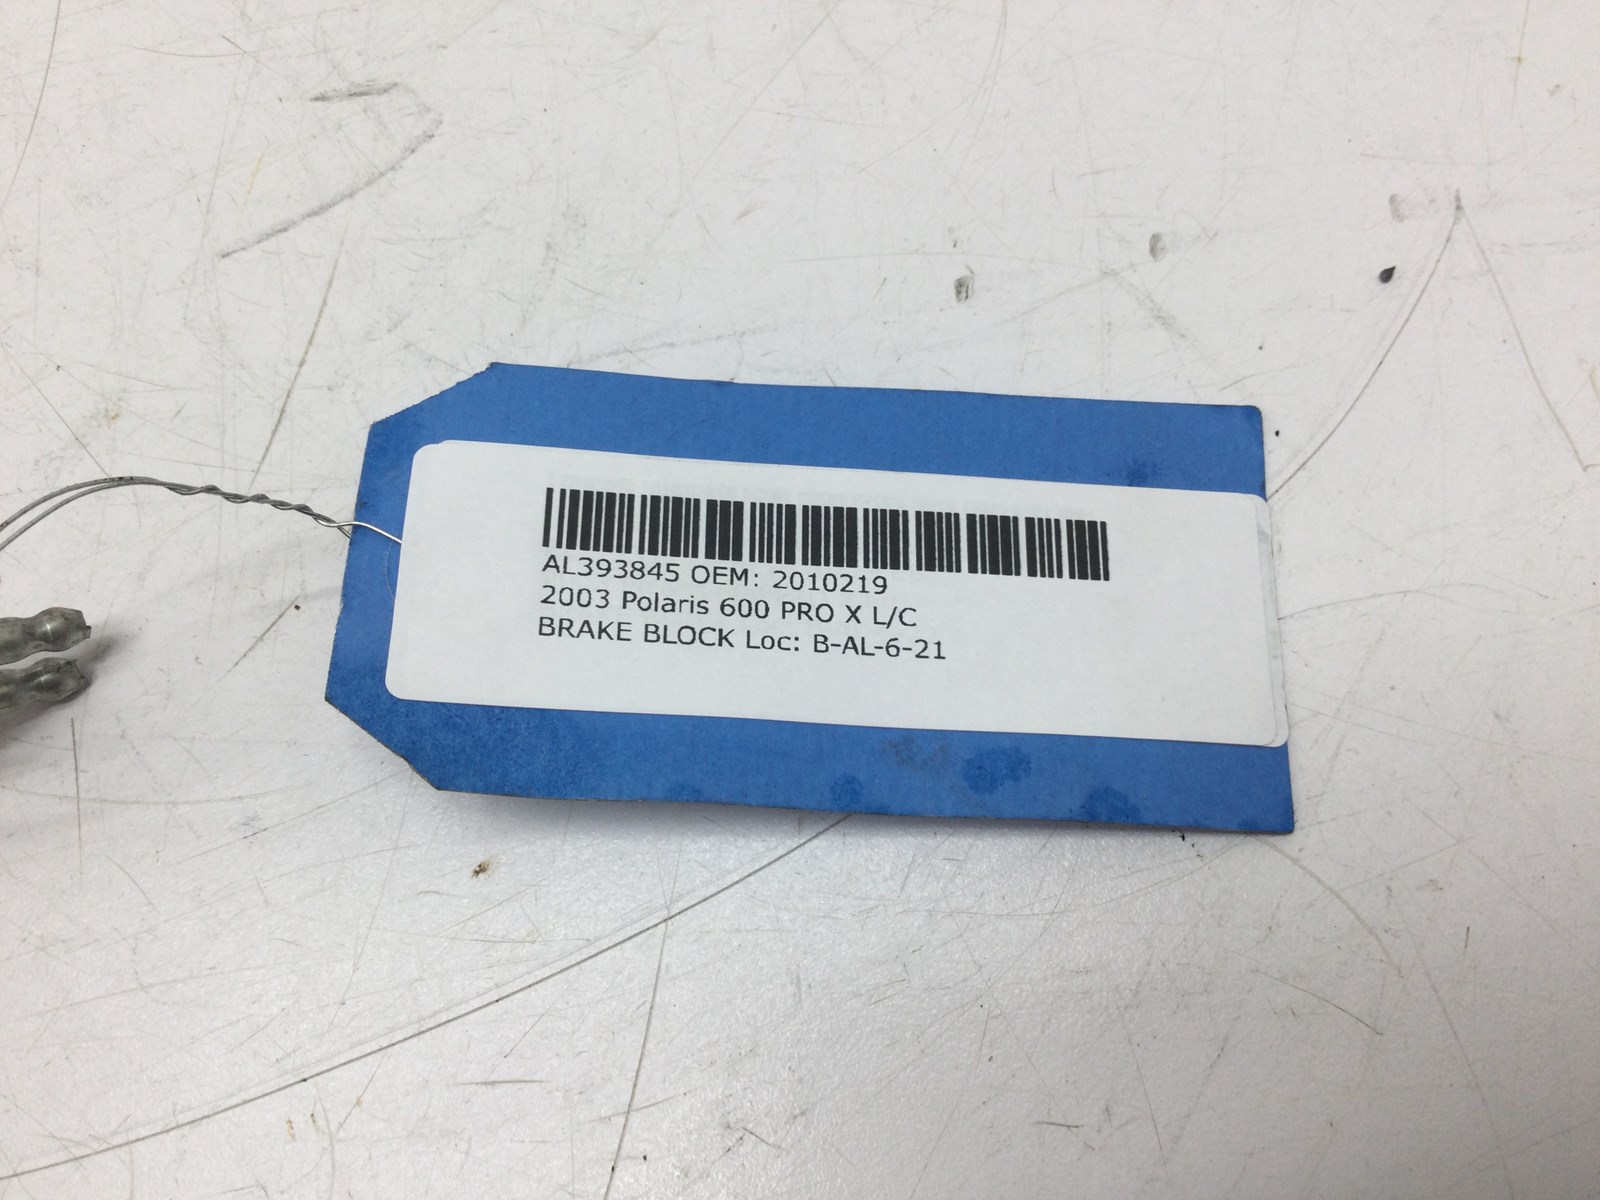 AL393845 OEM: 2010219
2003 Polaris 600 PRO X L/C
BRAKE BLOCK Loc: B-AL-6-21